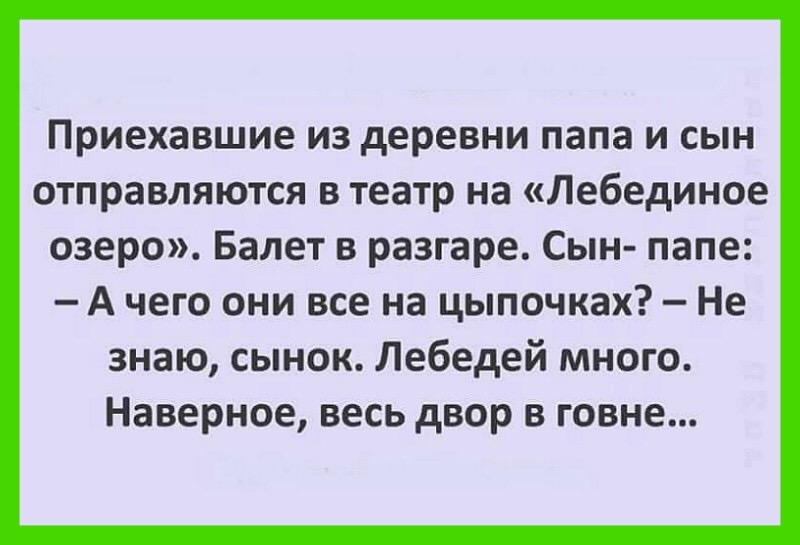 Приехавшие из деревни папа и сын
отправляются в театр на «Лебединое
озеро». Балет в разгаре. Сын- папе:
– А чего они все на цыпочках? – Не
знаю, сынок. Лебедей много.
Наверное, весь двор в говне...